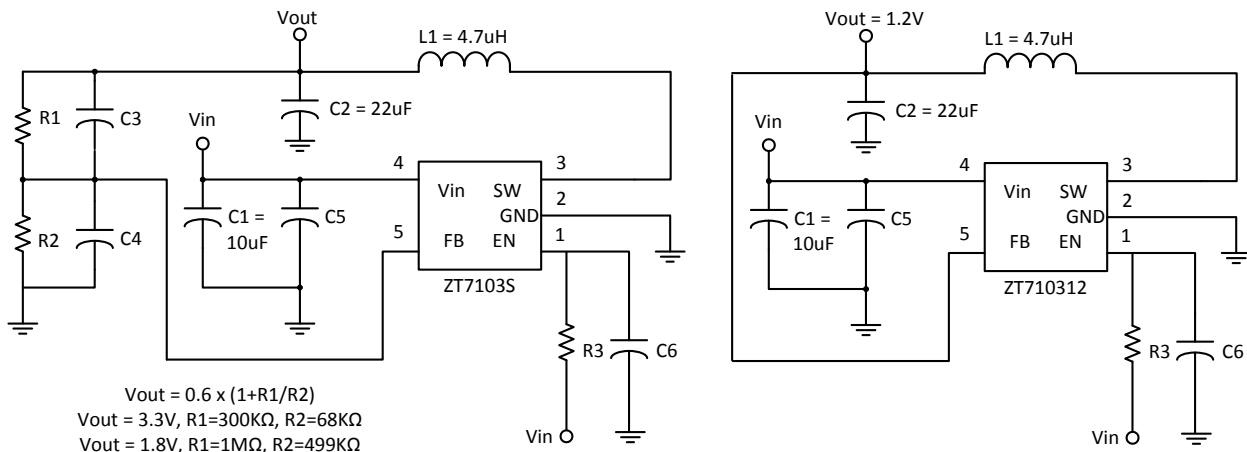 Vout
L1 = 4.7uH
R1
C3
C2 = 22uF
Vin
4
3
Vin
SW
2
GND
C1 =
10uF
C5
R2
C4
5
1
FB
EN
ZT7103S
R3
C6
Vin
Vout = 0.6 x (1+R1/R2)
Vout = 3.3V, R1=300KΩ, R2=68KΩ
Vout = 1.8V, R1=1MΩ, R2=499KΩ
Vout = 1.2V
L1 = 4.7uH
C2 = 22uF
Vin
4
3
Vin
SW
2
GND
C1 =
10uF
C5
5
1
FB
EN
ZT710312
R3
C6
Vin